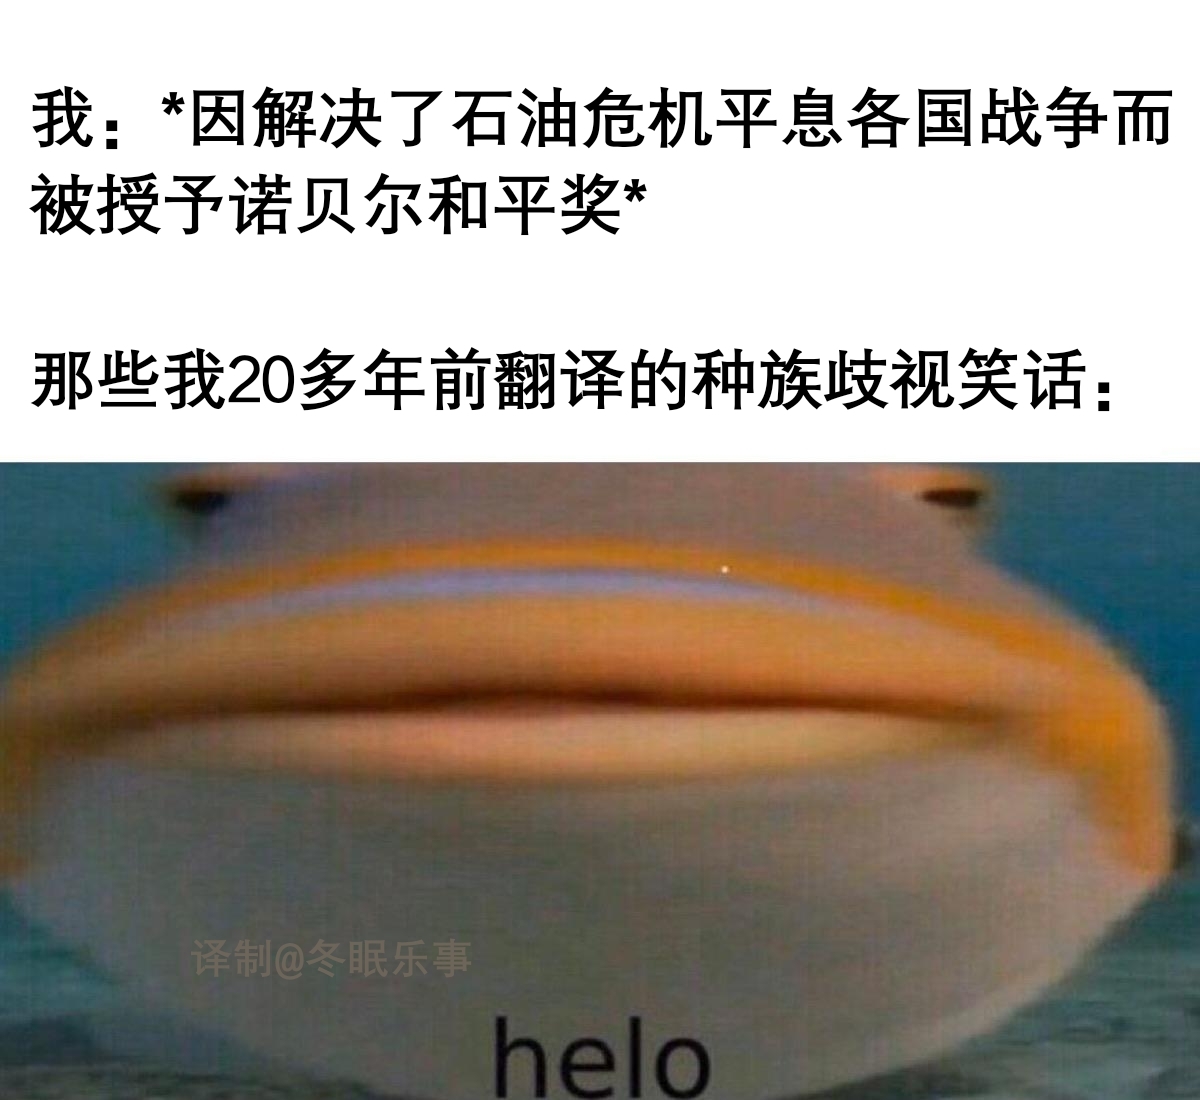 我：*因解决了石油危机平息各国战争而
被授予诺贝尔和平奖*
那些我20多年前翻译的种族歧视笑话：
译制@冬眠乐事
helo